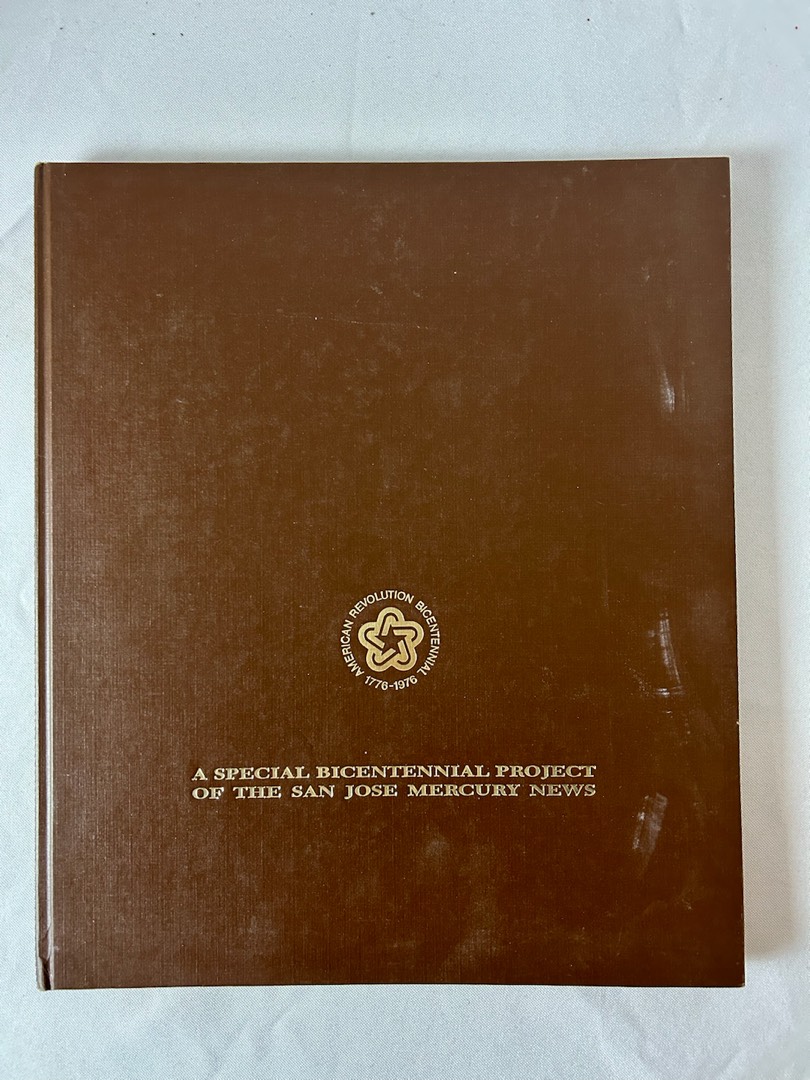 AMERICAN REVOLUTION BICENTENNIAL
1776-1976
A SPECIAL BICENTENNIAL PROJECT
OF THE SAN JOSE MERCURY NEWS